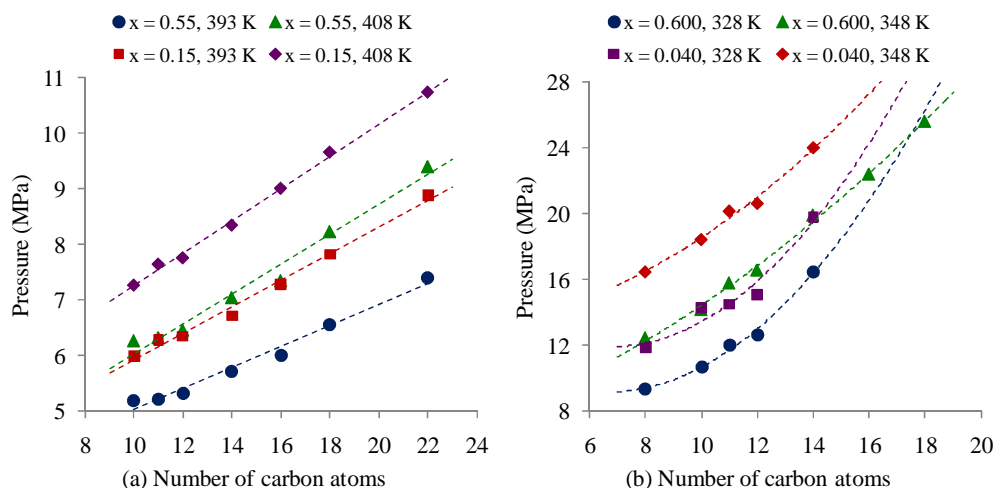 x = 0.55, 393 K
x = 0.55, 408 K
x = 0.15, 393 K
x = 0.15, 408 K
11
10
9
8
7
6
5
Pressure (MPa)
8 10 12 14 16 18 20 22 24
(a) Number of carbon atoms
x = 0.600, 328 K
x = 0.600, 348 K
x = 0.040, 328 K
x = 0.040, 348 K
28
24
20
16
12
8
Pressure (MPa)
6 8 10 12 14 16 18 20
(b) Number of carbon atoms